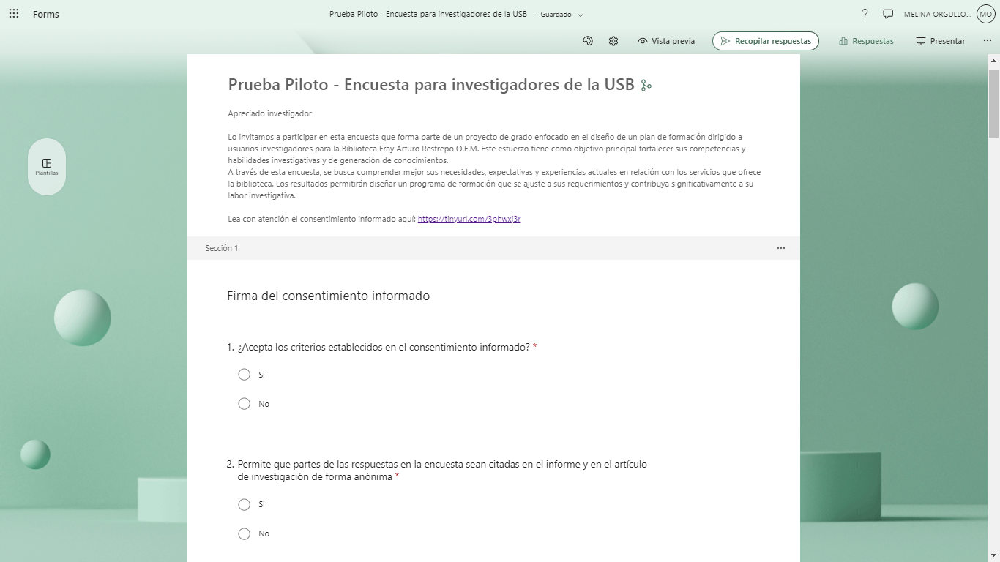 Forms
Prueba Piloto - Encuesta para investigadores de la USB - Guardado
MELINA ORGULLO... MO
Vista previa
Recopilar respuestas
Respuestas
Presentar
Plantillas
Prueba Piloto - Encuesta para investigadores de la USB
Apreciado investigador
Lo invitamos a participar en esta encuesta que forma parte de un proyecto de grado enfocado en el diseño de un plan de formación dirigido a
usuarios investigadores para la Biblioteca Fray Arturo Restrepo O.F.M. Este esfuerzo tiene como objetivo principal fortalecer sus competencias y
habilidades investigativas y de generación de conocimientos.
A través de esta encuesta, se busca comprender mejor sus necesidades, expectativas y experiencias actuales en relación con los servicios que ofrece
la biblioteca. Los resultados permitirán diseñar un programa de formación que se ajuste a sus requerimientos y contribuya significativamente a su
labor investigativa.
Lea con atención el consentimiento informado aquí: https://tinyurl.com/3phwxj3r
Sección 1
Firma del consentimiento informado
1. ¿Acepta los criterios establecidos en el consentimiento informado? *
Si
No
2. Permite que partes de las respuestas en la encuesta sean citadas en el informe y en el artículo
de investigación de forma anónima *
Si
No